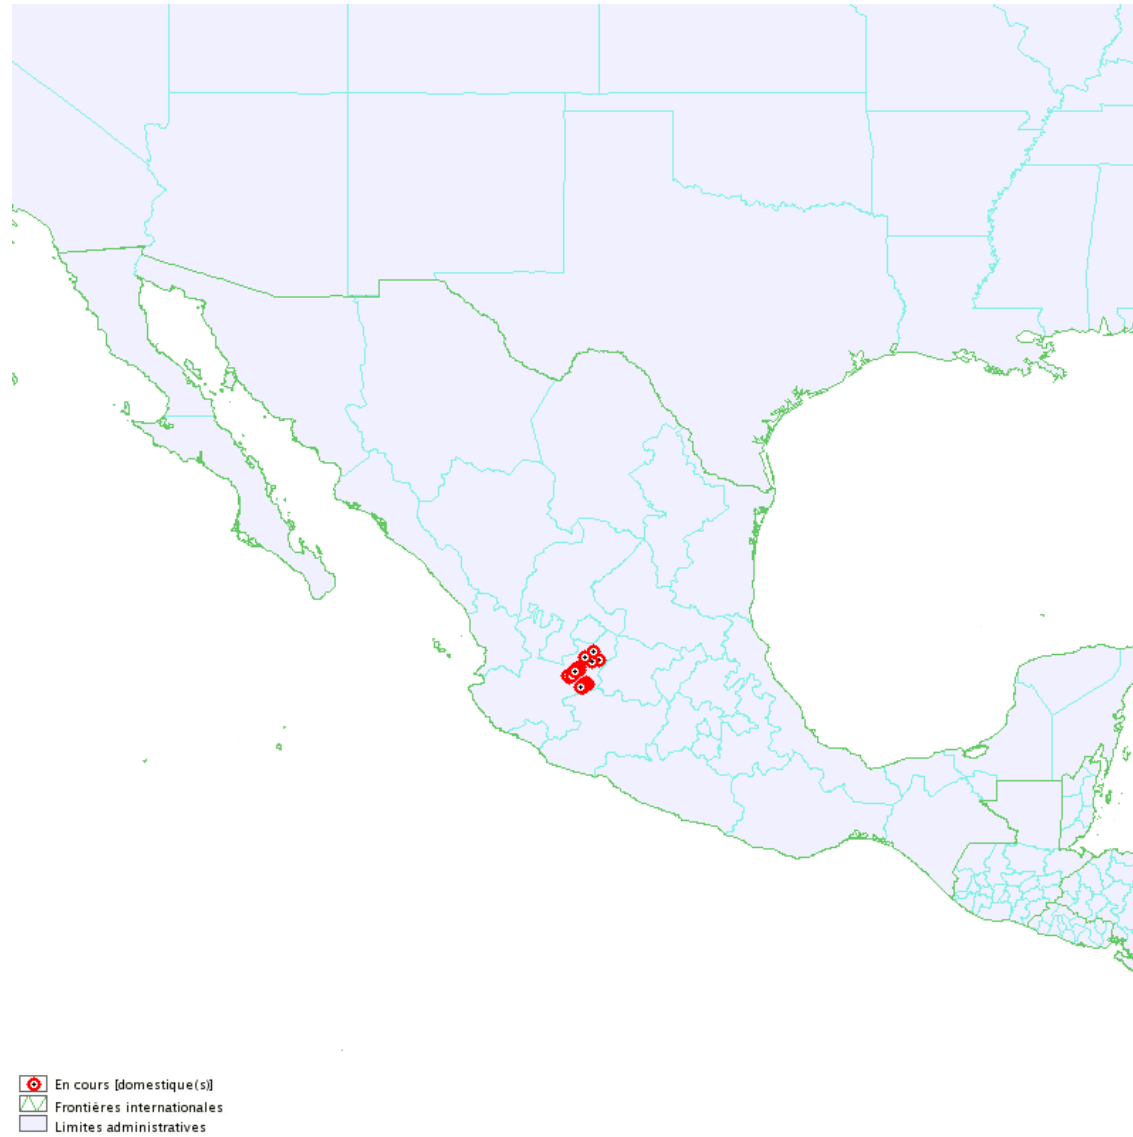 En cours [domestique(s)]
Frontières internationales
Limites administratives